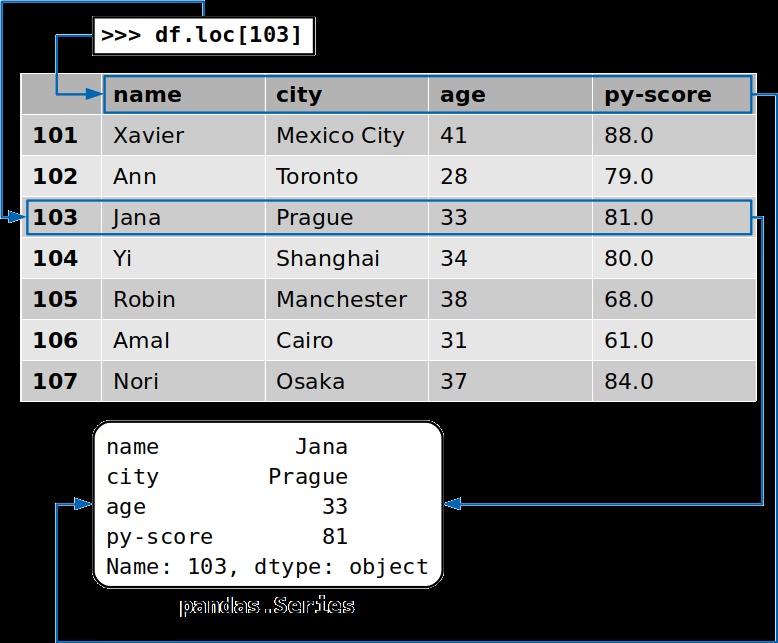 >>> df.loc[103]
name city age py-score
101 Xavier Mexico City 41 88.0
102 Ann Toronto 28 79.0
103 Jana Prague 33 81.0
104 Yi Shanghai 34 80.0
105 Robin Manchester 38 68.0
106 Amal Cairo 31 61.0
107 Nori Osaka 37 84.0
name Jana
city Prague
age 33
py-score 81
Name: 103, dtype: object
pandas.Series